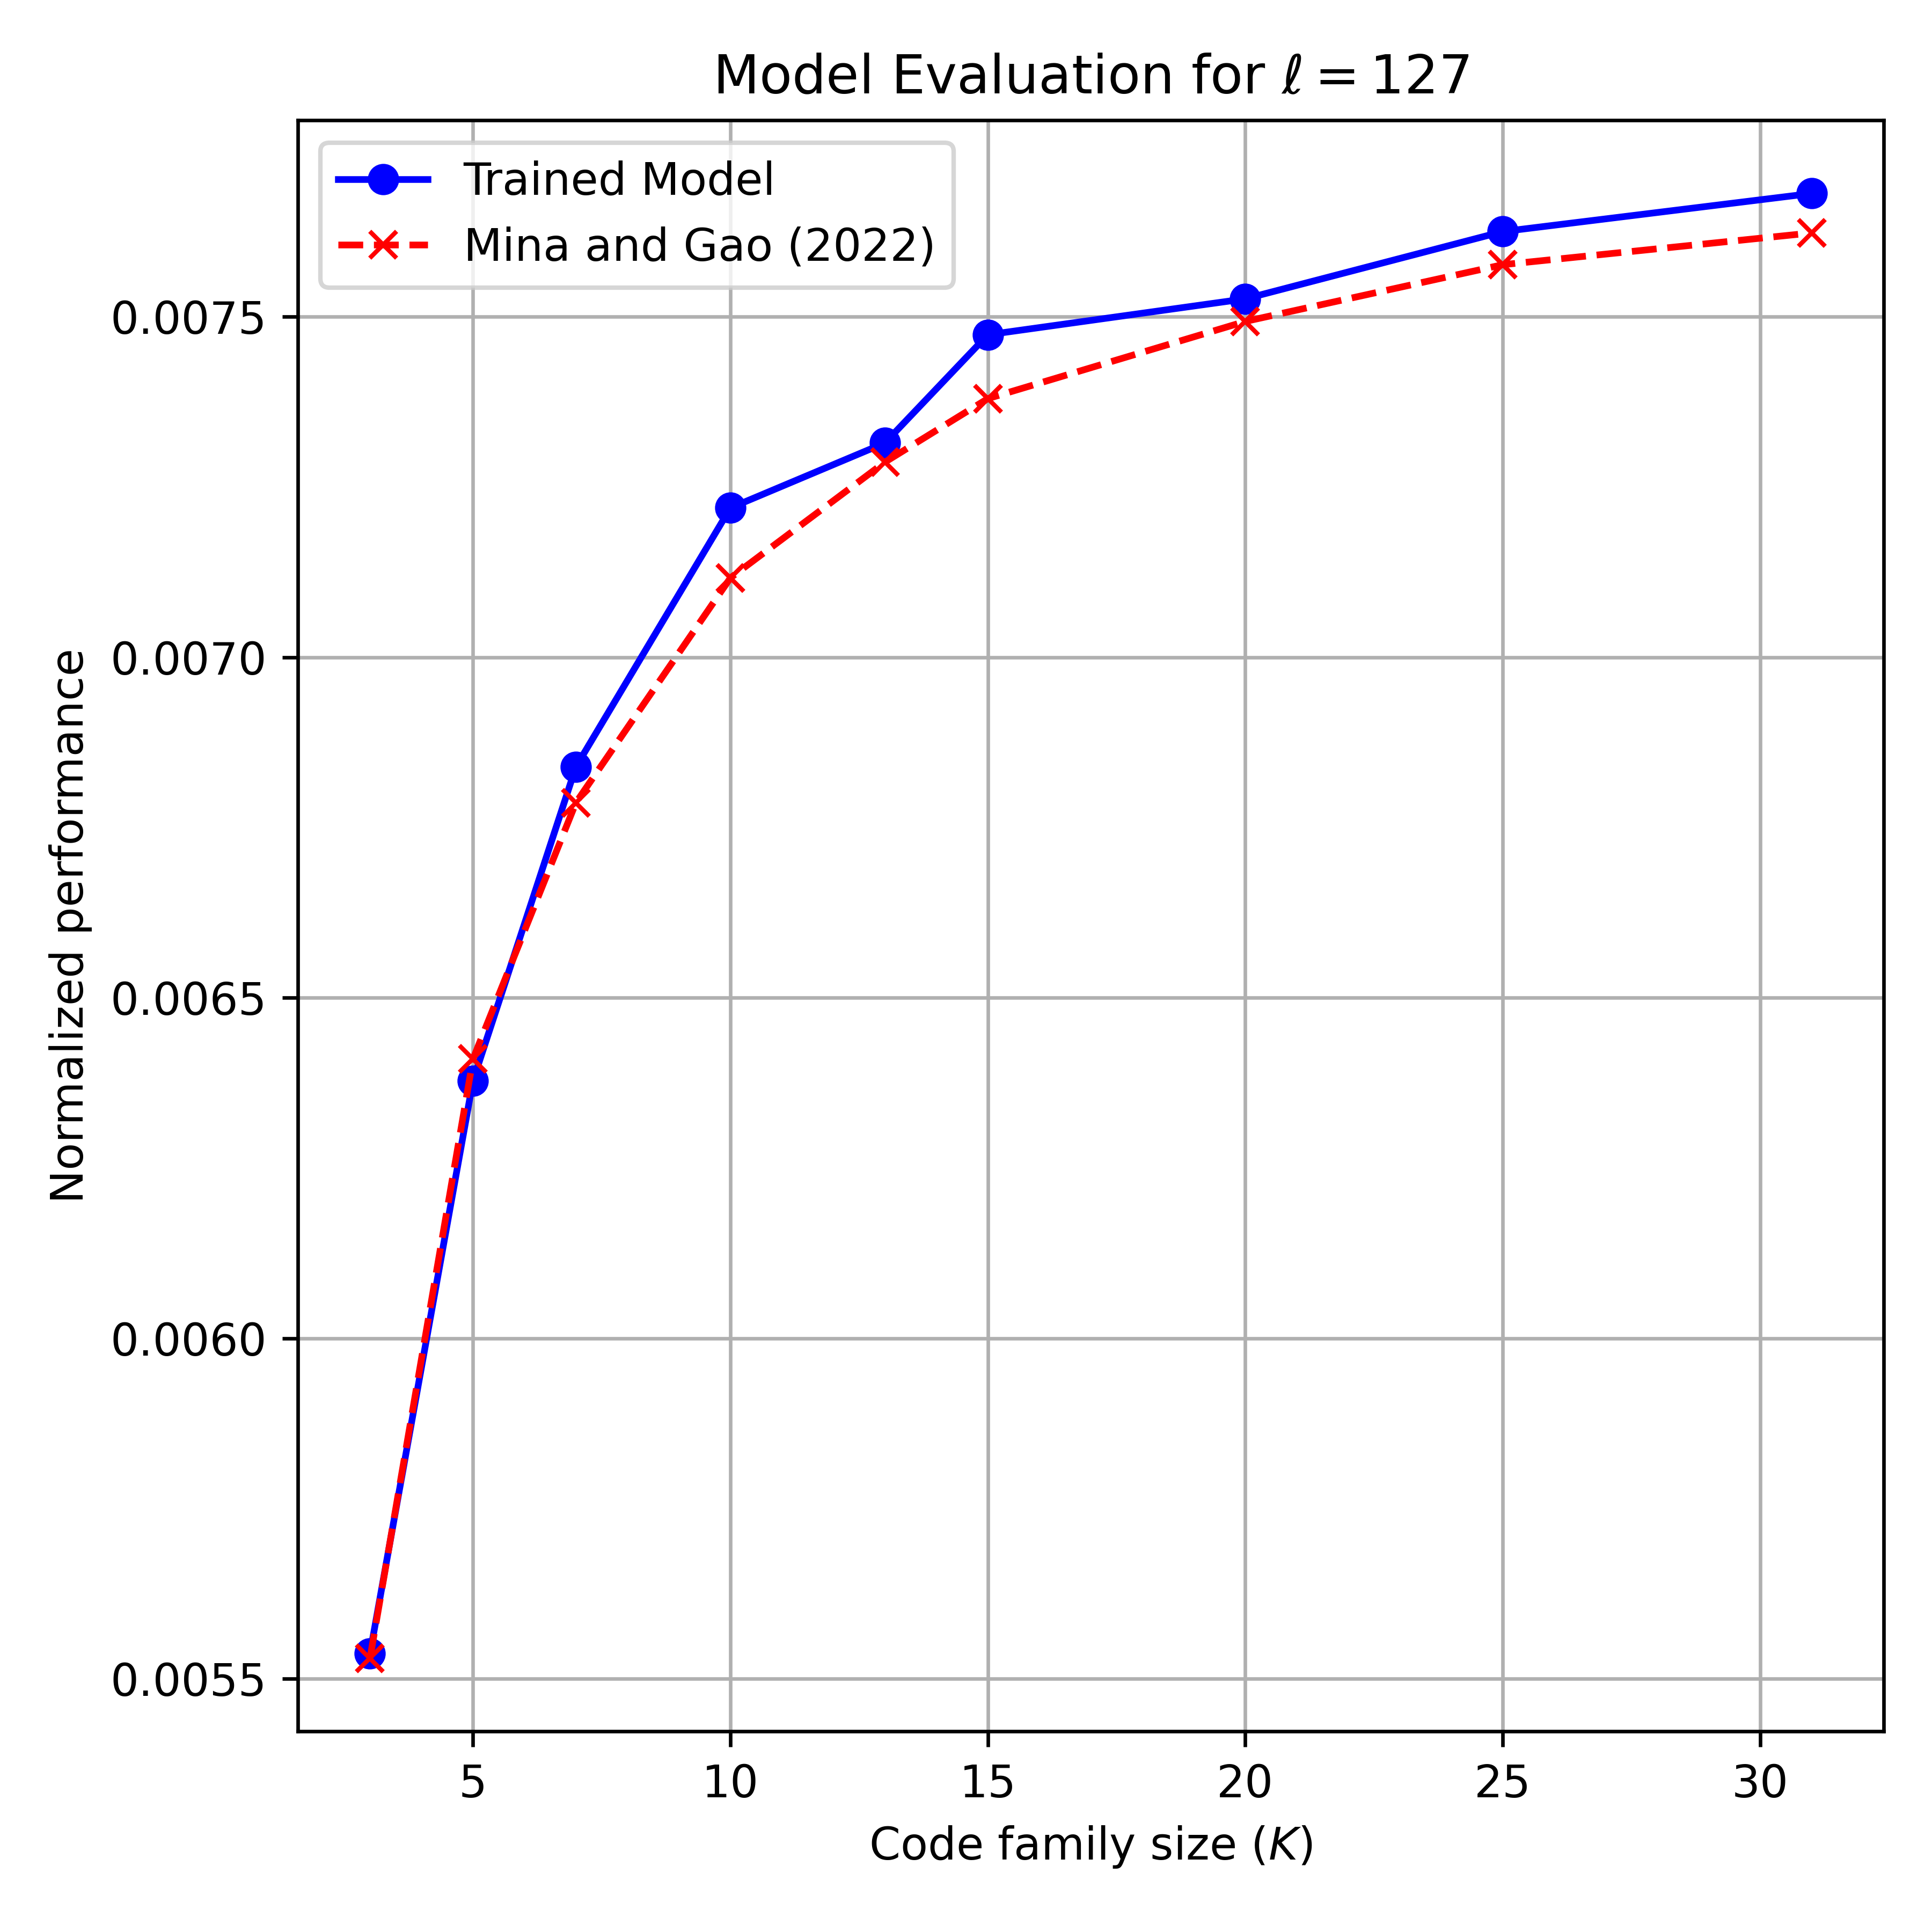 Model Evaluation for ℓ = 127
Trained Model
Mina and Gao (2022)
Normalized performance
0.0075
0.0070
0.0065
0.0060
0.0055
5 10 15 20 25 30
Code family size (K)